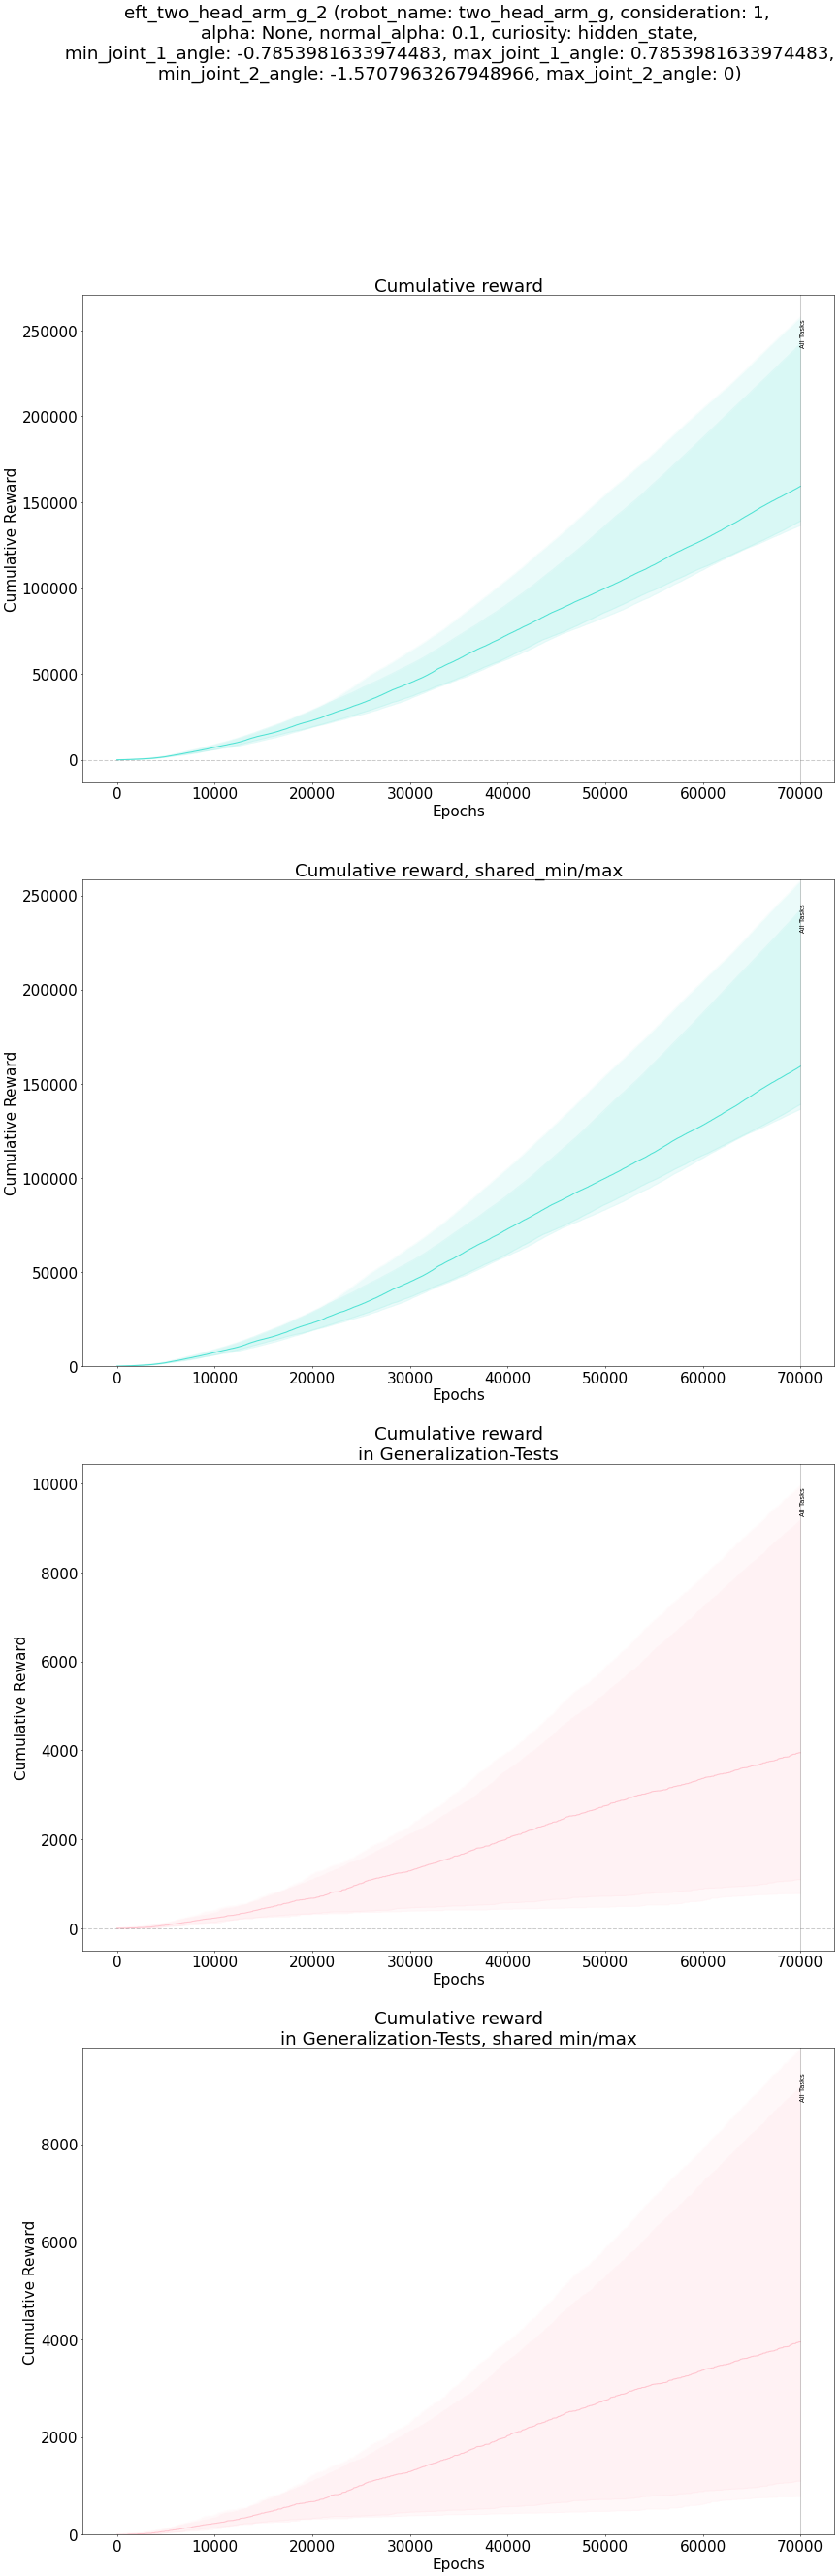 eft_two_head_arm_g_2 (robot_name: two_head_arm_g, consideration: 1,
alpha: None, normal_alpha: 0.1, curiosity: hidden_state,
min_joint_1_angle: -0.7853981633974483, max_joint_1_angle: 0.7853981633974483,
min_joint_2_angle: -1.5707963267948966, max_joint_2_angle: 0)
Cumulative reward
All Tasks
250000
200000
150000
100000
50000
0
Cumulative Reward
0 10000 20000 30000 40000 50000 60000 70000
Epochs
Cumulative reward, shared_min/max
All Tasks
250000
200000
150000
100000
50000
0
Cumulative Reward
0 10000 20000 30000 40000 50000 60000 70000
Epochs
Cumulative reward
in Generalization-Tests
All Tasks
10000
8000
6000
4000
2000
0
Cumulative Reward
0 10000 20000 30000 40000 50000 60000 70000
Epochs
Cumulative reward
in Generalization-Tests, shared min/max
All Tasks
8000
6000
4000
2000
0
Cumulative Reward
0 10000 20000 30000 40000 50000 60000 70000
Epochs